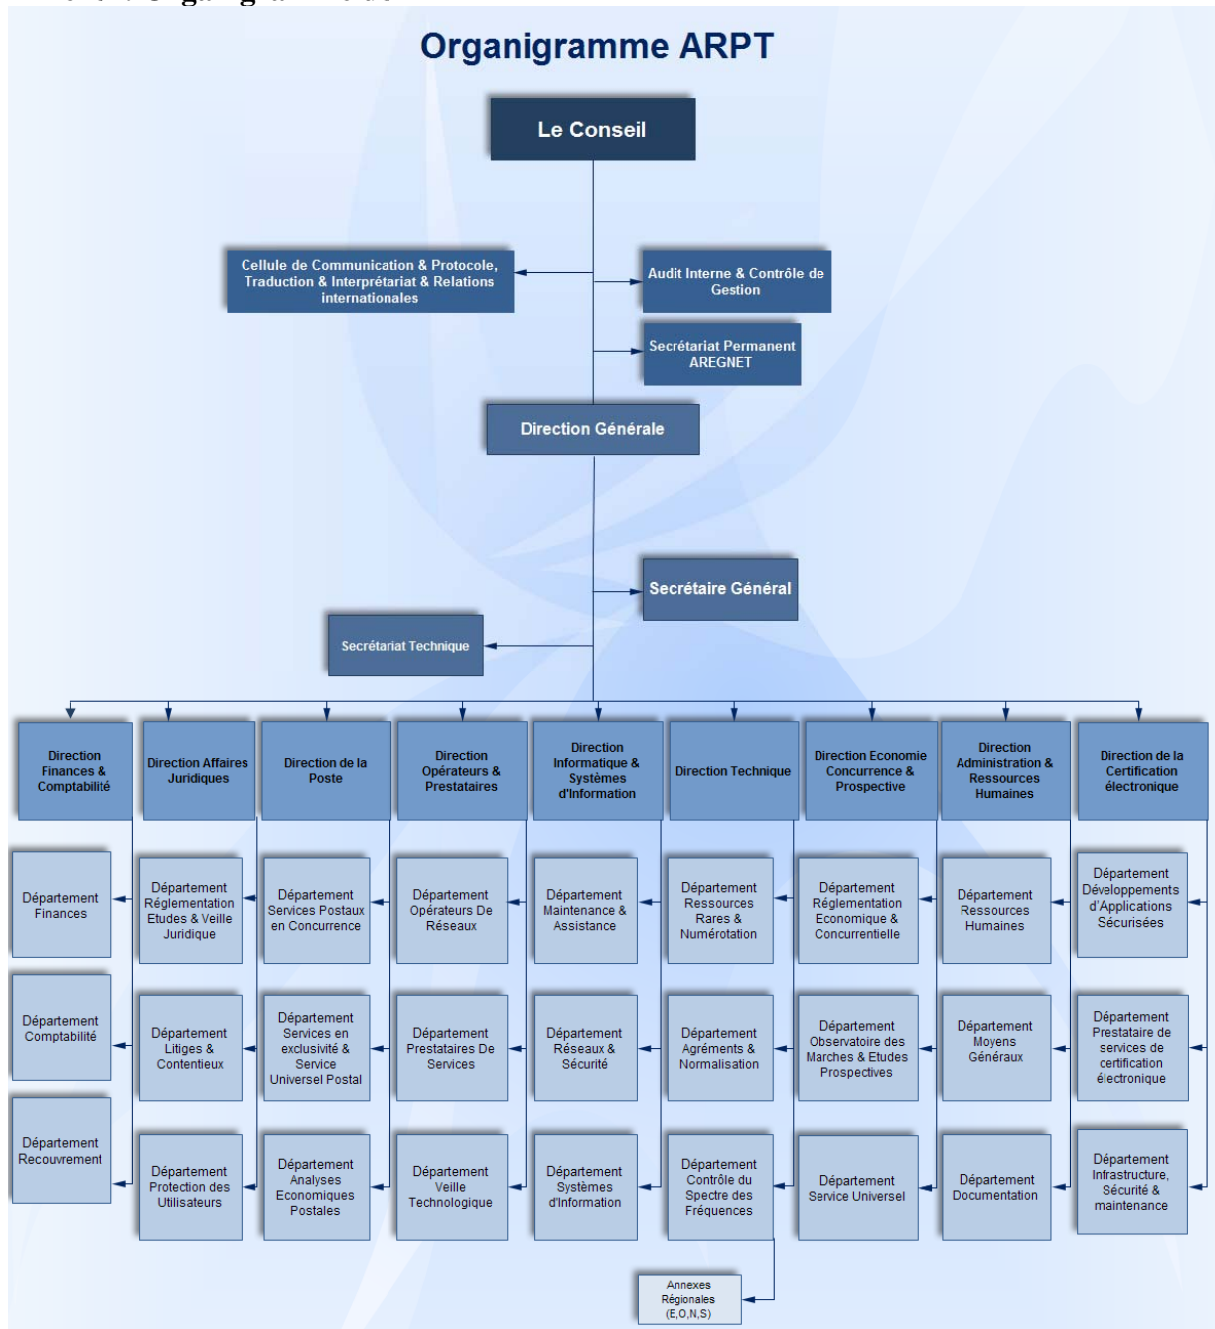 Organigramme ARPT
Le Conseil
Cellule de Communication & Protocole,
Traduction & Interprétariat & Relations
internationales
Audit Interne & Contrôle de
Gestion
Secrétariat Permanent
AREGNET
Direction Générale
Secrétaire Général
Secrétariat Technique
Direction
Finances &
Comptabilité
Direction Affaires
Juridiques
Direction de la
Poste
Direction
Opérateurs &
Prestataires
Direction
Informatique &
Systèmes
d'Information
Direction Technique
Direction Economie
Concurrence &
Prospective
Direction
Administration &
Ressources
Humaines
Direction de la
Certification
électronique
Département
Finances
Département
Réglementation
Etudes & Veille
Juridique
Département
Services Postaux
en Concurrence
Département
Opérateurs De
Réseaux
Département
Maintenance &
Assistance
Département
Ressources
Rares &
Numérotation
Département
Réglementation
Economique &
Concurrentielle
Département
Ressources
Humaines
Département
Développements
d'Applications
Sécurisées
Département
Comptabilité
Département
Litiges &
Contentieux
Département
Services en
exclusivité &
Service
Universel Postal
Département
Prestataires De
Services
Département
Réseaux &
Sécurité
Département
Agréments &
Normalisation
Département
Observatoire des
Marches & Etudes
Prospectives
Département
Moyens
Généraux
Département
Prestataire de
services de
certification
électronique
Département
Recouvrement
Département
Protection des
Utilisateurs
Département
Analyses
Economiques
Postales
Département
Veille
Technologique
Département
Systèmes
d'Information
Département
Contrôle du
Spectre des
Fréquences
Département
Service Universel
Département
Documentation
Département
Infrastructure,
Sécurité &
maintenance
Annexes
Régionales
(E,O,N,S)